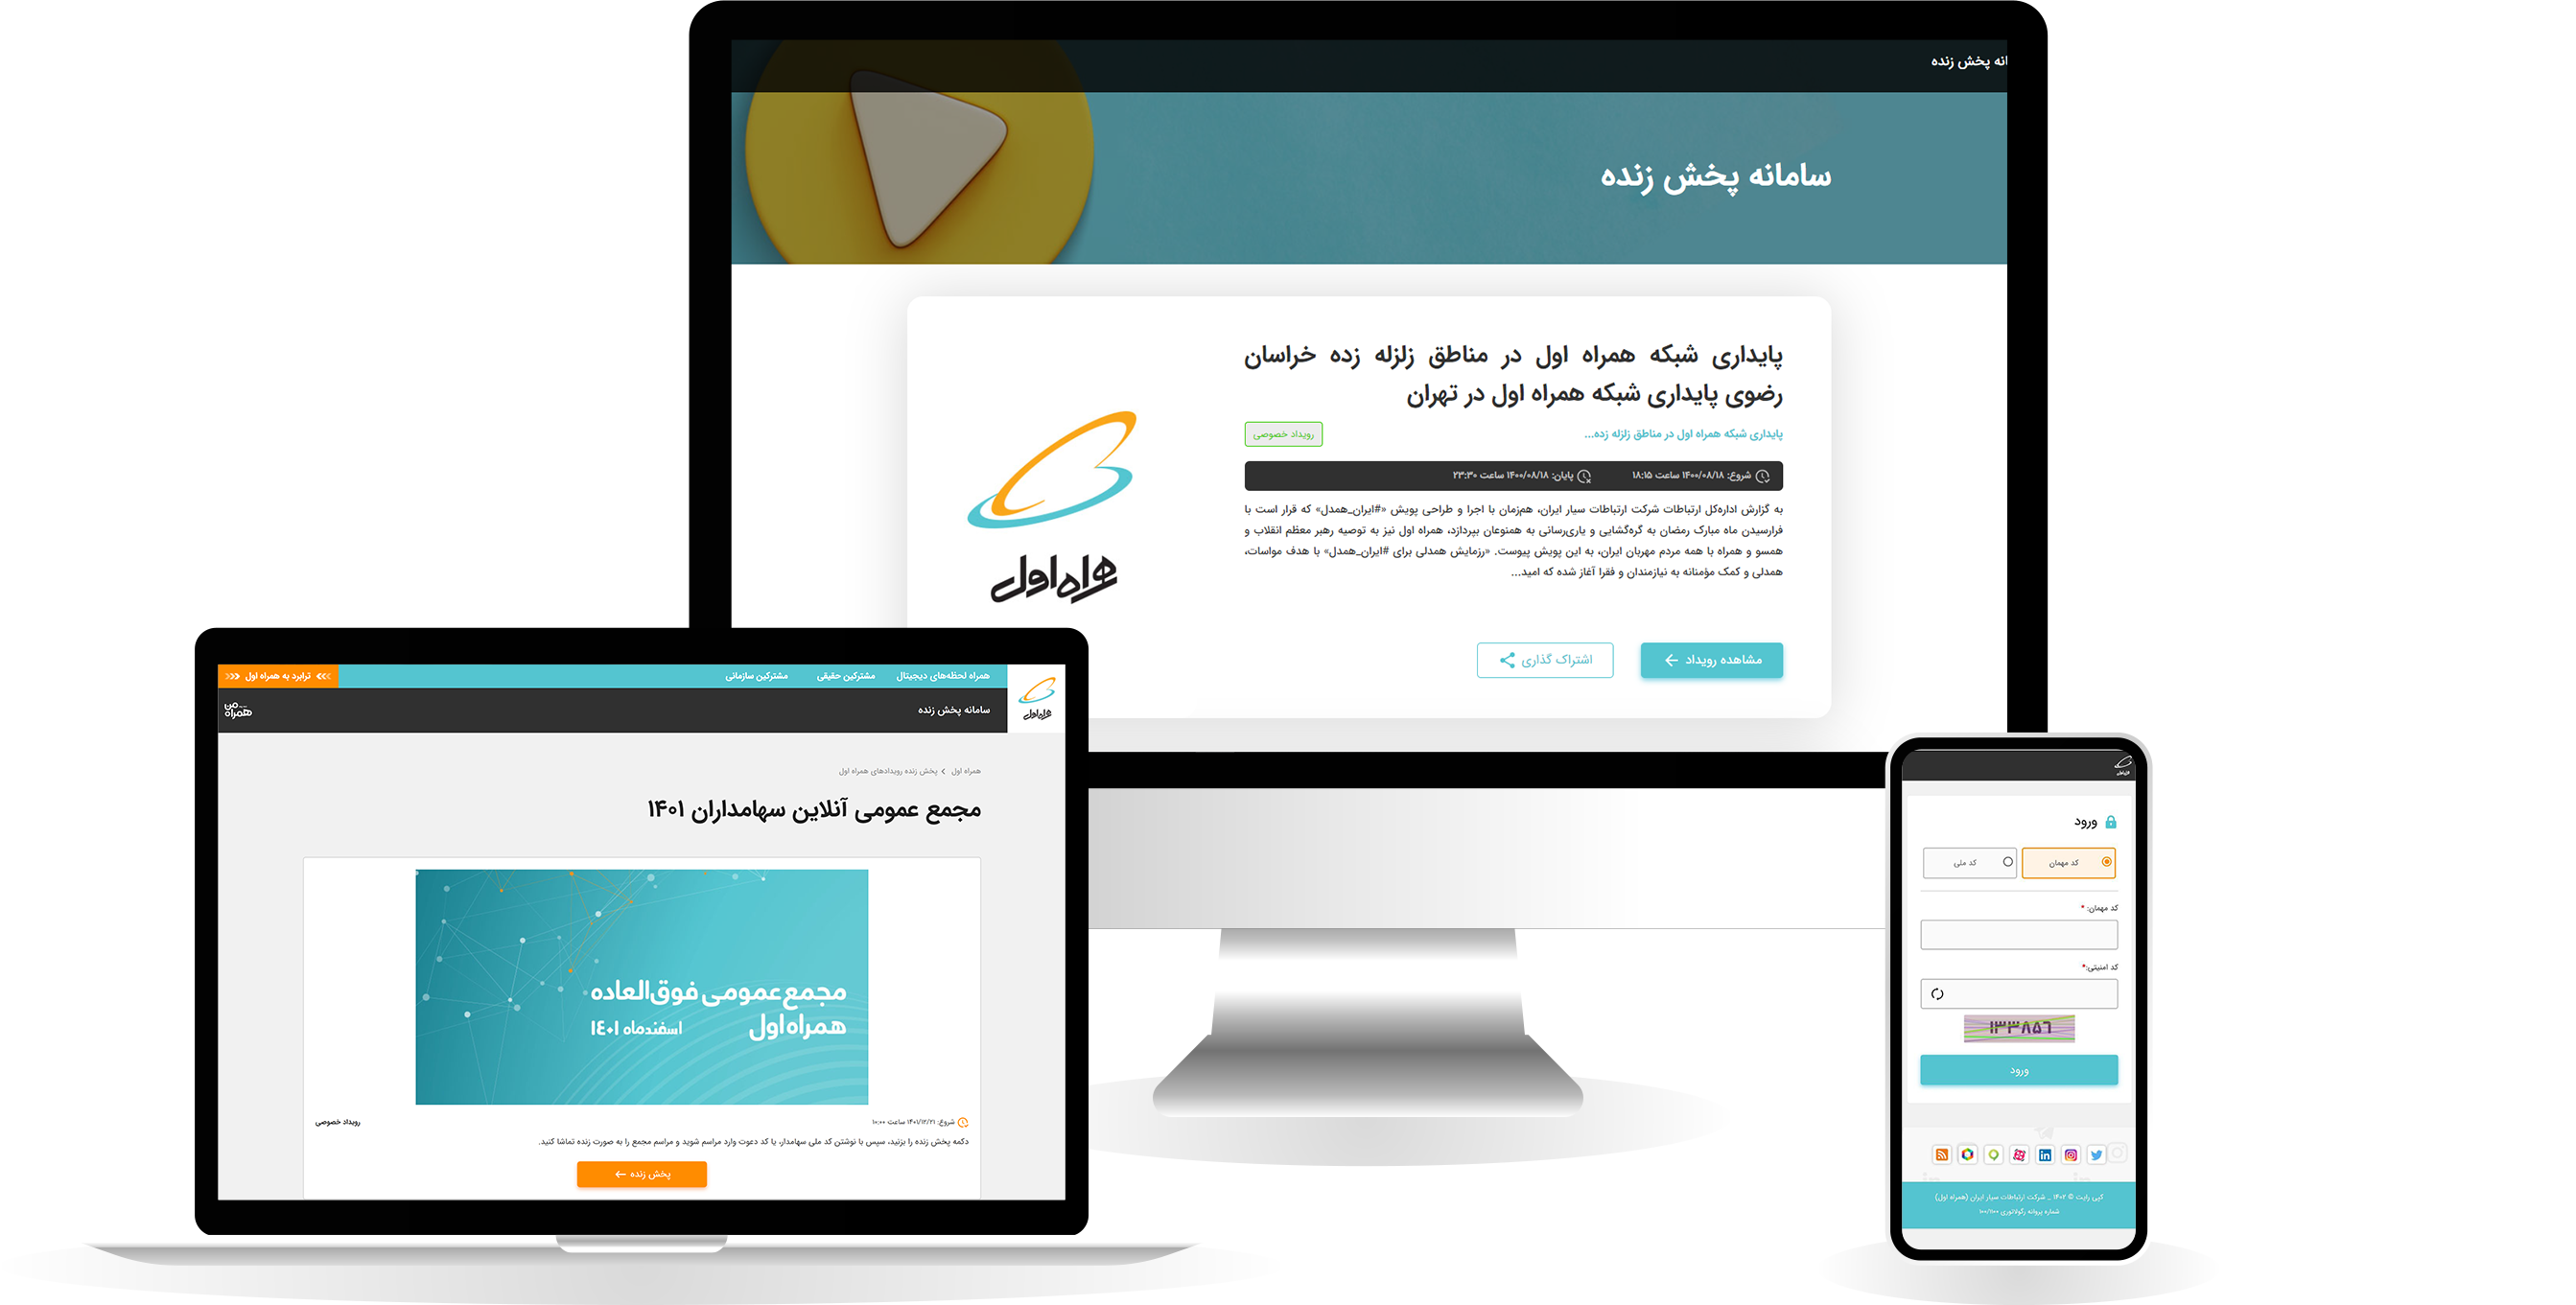 انه پخش زنده
سامانه پخش زنده
پایداری شبکه همراه اول در مناطق زلزله زده خراسان
رضوی پایداری شبکه همراه اول در تهران
پایداری شبکه همراه اول در مناطق زلزله زده...
رویداد خصوصی
شروع: ۱۴۰۰/۰۸/۱۸ ساعت ۱۸:۱۵
پایان: ۱۴۰۰/۰۸/۱۸ ساعت ۲۳:۳۰
به گزارش اداره‌کل ارتباطات شرکت ارتباطات سیار ایران، همزمان با اجرا و طراحی پویش «#ایران_همدل» که قرار است با
فرارسیدن ماه مبارک رمضان به گره‌گشایی و یاری‌رسانی به همنوعان بپردازد، همراه اول نیز به توصیه رهبر معظم انقلاب و
همسو و همراه با همه مردم مهربان ایران، به این پویش پیوست. «رزمایش همدلی برای #ایران_همدل» با هدف مواسات،
همدلی و کمک مؤمنانه به نیازمندان و فقرا آغاز شده که امید...
همراه اول
مشاهده رویداد
اشتراک گذاری
همراه اول
همراه لحظه‌های دیجیتال
مشترکین حقیقی
مشترکین سازمانی
ترابرد به همراه اول
سامانه پخش زنده
همراه من
همراه اول
پخش زنده رویدادهای همراه اول
مجمع عمومی آنلاین سهامداران ۱۴۰۱
مجمع عمومی فوق‌العاده
همراه اول
اسفندماه ۱۴۰۱
شروع: ۱۴۰۱/۱۲/۲۱ ساعت ۱۰:۰۰
رویداد خصوصی
دکمه پخش زنده را بزنید، سپس با نوشتن کد ملی سهامدار، یا کد دعوت وارد مراسم شوید و مراسم مجمع را به صورت زنده تماشا کنید.
پخش زنده
همراه اول
ورود
کد مهمان
کد ملی
کد مهمان: *
کد امنیتی:*
۱۳۳۸۵۶
ورود
کپی رایت © ۱۴۰۲ _ شرکت ارتباطات سیار ایران (همراه اول)
شماره پروانه رگولاتوری ۱۰۰/۱۱۰۰